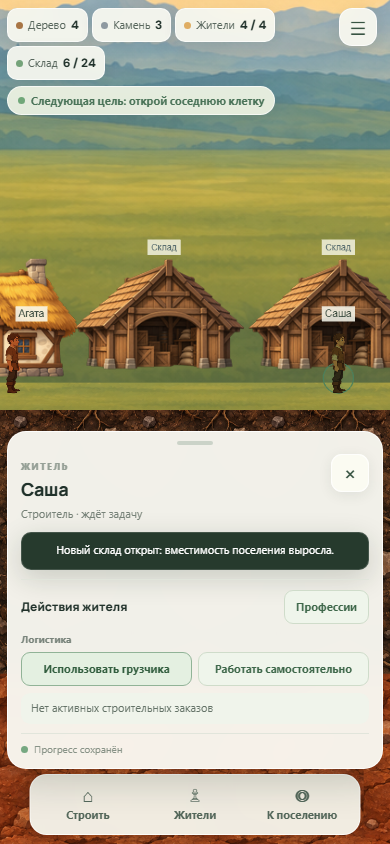 Дерево 4
Камень 3
Жители 4 / 4
Склад 6 / 24
Следующая цель: открой соседнюю клетку
Склад
Склад
Агата
Саша
ЖИТЕЛЬ
Саша
Строитель · ждёт задачу
Новый склад открыт: вместимость поселения выросла.
Действия жителя
Профессии
Логистика
Использовать грузчика
Работать самостоятельно
Нет активных строительных заказов
Прогресс сохранён
Строить
Жители
К поселению